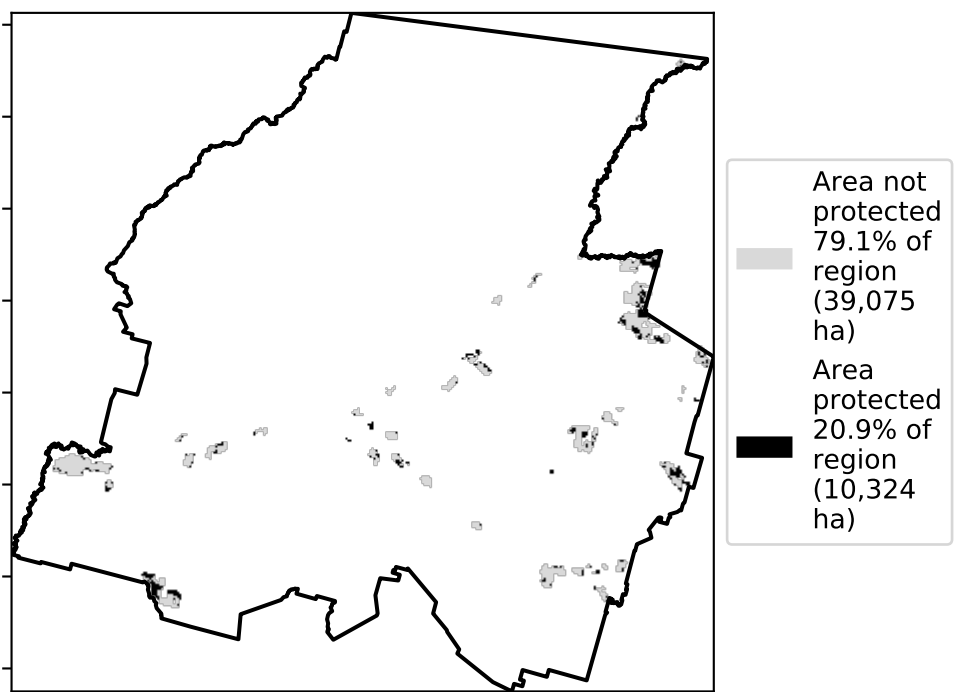 Area not
protected
79.1% of
region
(39,075
ha)
Area
protected
20.9% of
region
(10,324
ha)